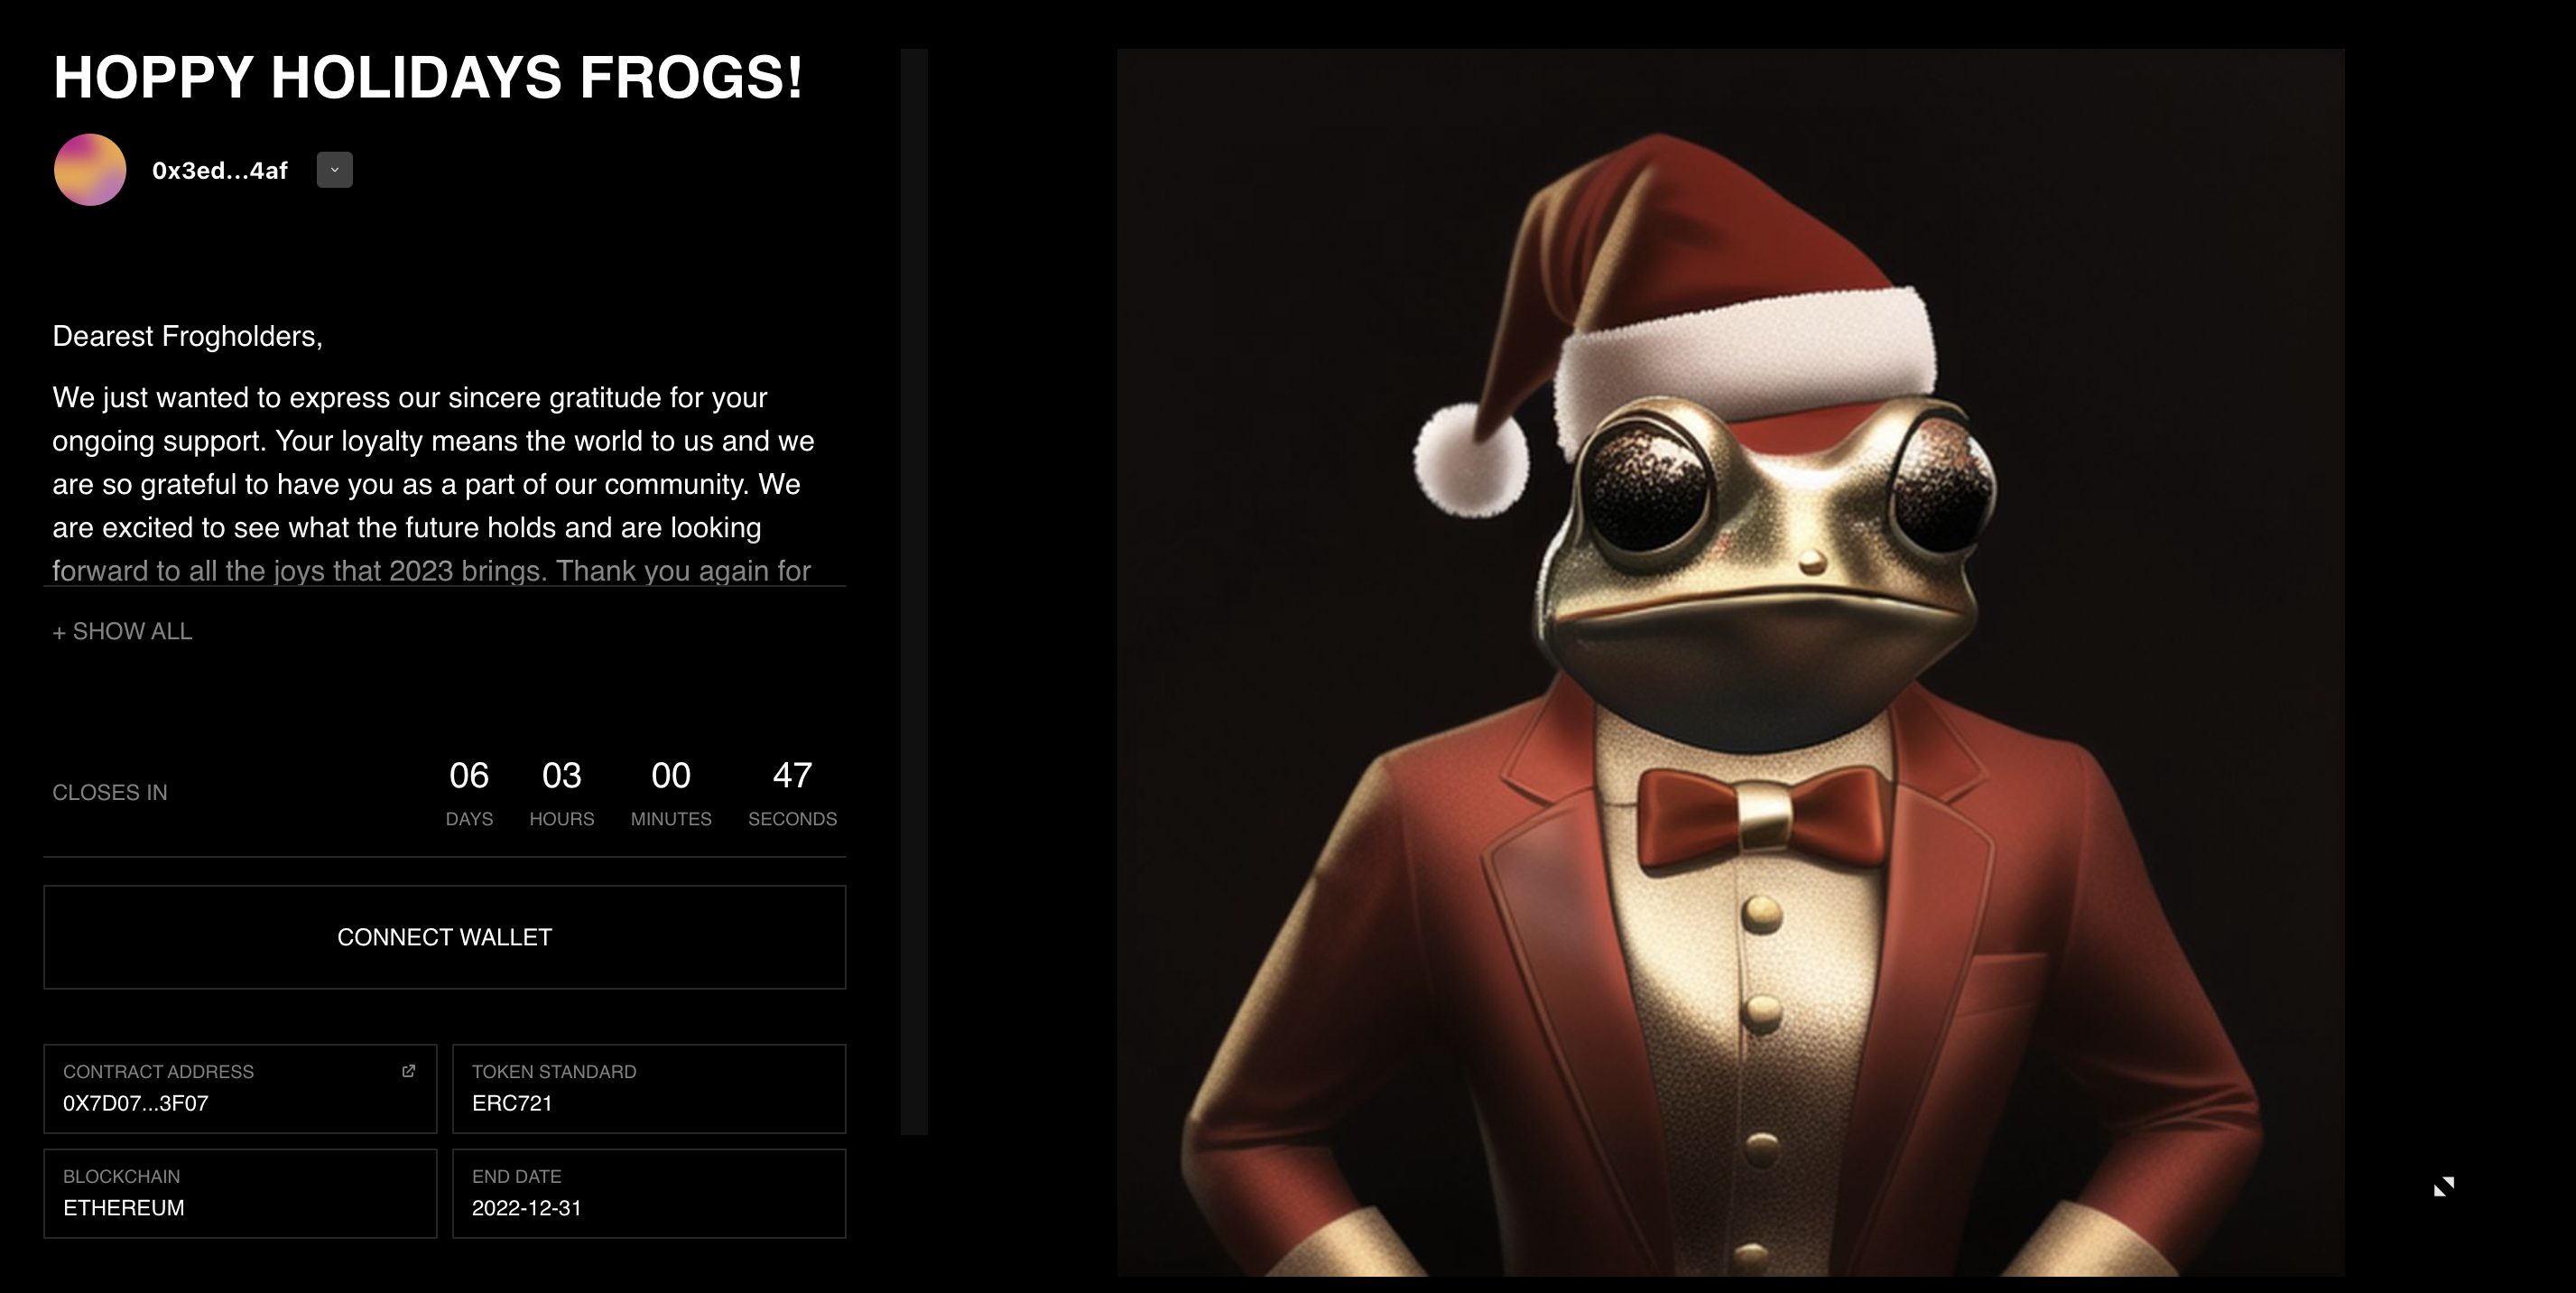 HOPPY HOLIDAYS FROGS!
0x3ed...4af
Dearest Frogholders,
We just wanted to express our sincere gratitude for your
ongoing support. Your loyalty means the world to us and we
are so grateful to have you as a part of our community. We
are excited to see what the future holds and are looking
forward to all the joys that 2023 brings. Thank you again for
+ SHOW ALL
CLOSES IN
06 03 00 47
DAYS HOURS MINUTES SECONDS
CONNECT WALLET
CONTRACT ADDRESS
0X7D07...3F07
TOKEN STANDARD
ERC721
BLOCKCHAIN
ETHEREUM
END DATE
2022-12-31